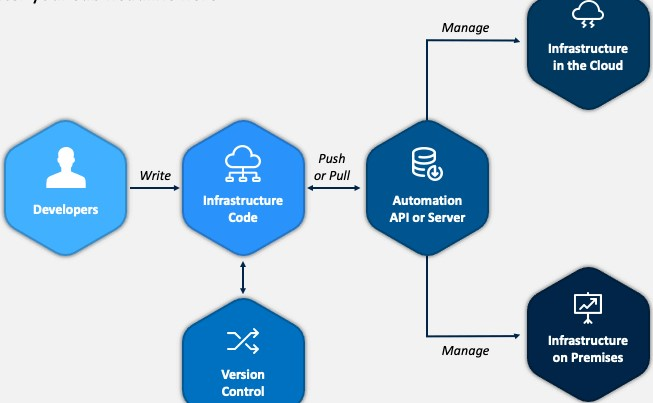 Manage
Infrastructure
in the Cloud
Developers
Write
Infrastructure
Code
Push
or Pull
Automation
API or Server
Version
Control
Manage
Infrastructure
on Premises